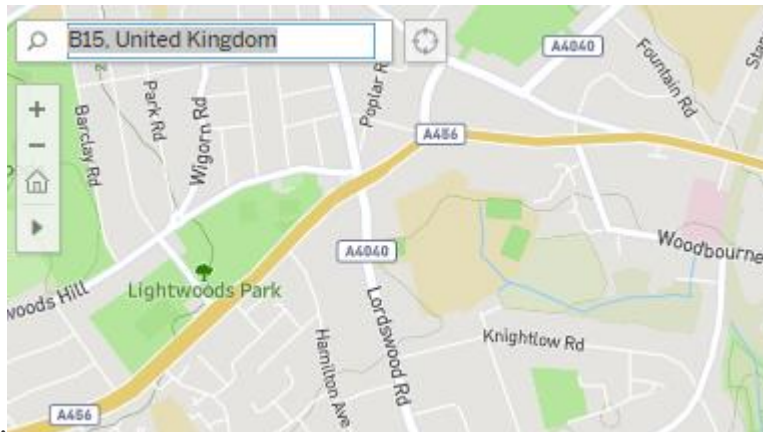 B15, United Kingdom
A4040
Fountain Rd
Park Rd
Wigorn Rd
Barclay Rd
Poplar R
Stan
A456
Woodbourne
A4040
Lightwoods Park
woods Hill
Lordswood Rd
Hamilton Ave
Knightlow Rd
A456